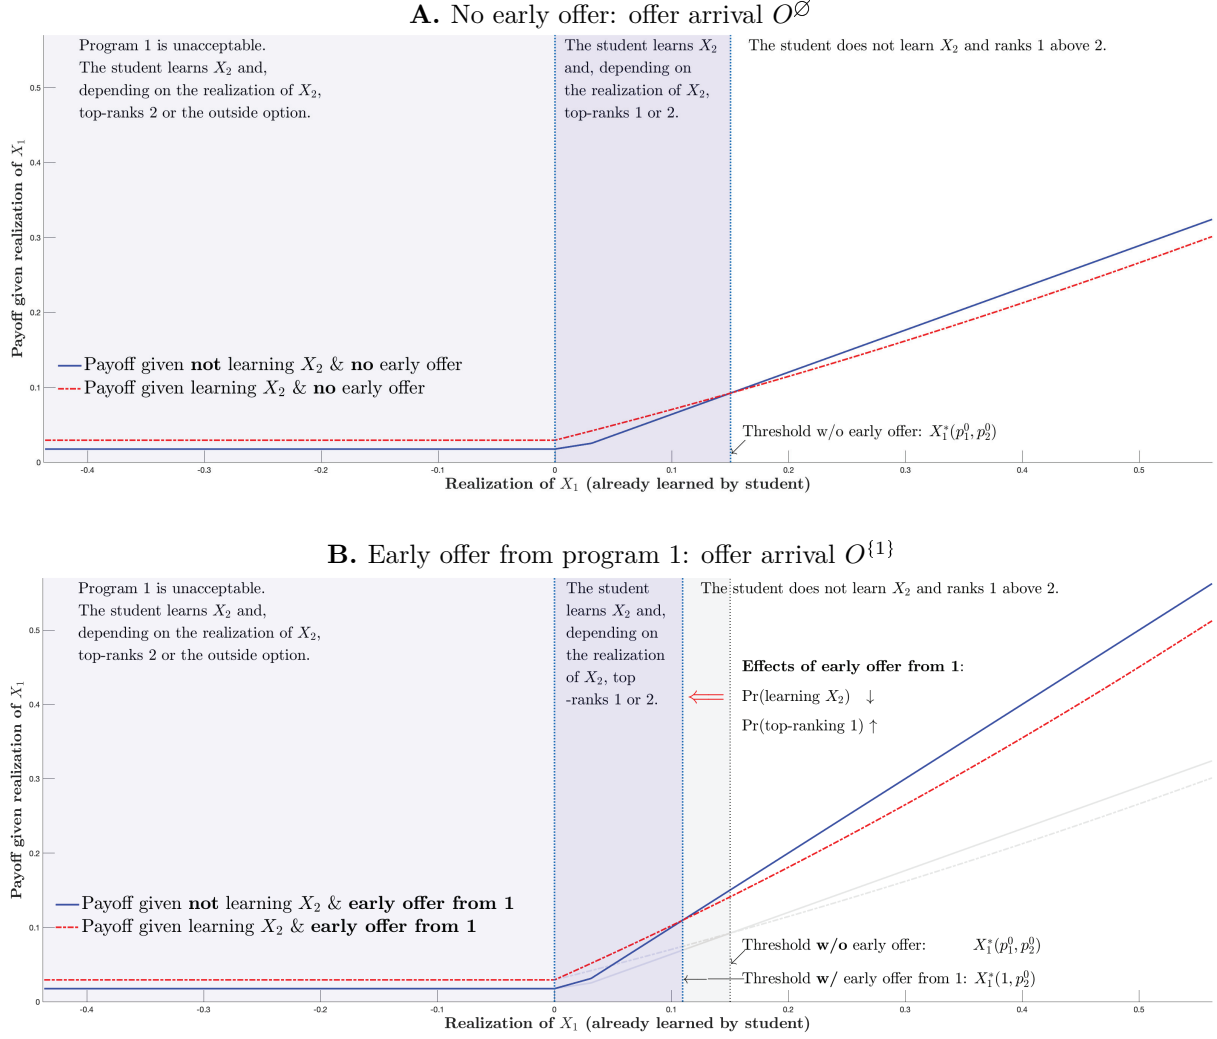 A. No early offer: offer arrival O^∅
Program 1 is unacceptable.
The student learns X₂ and,
depending on the realization of X₂,
top-ranks 2 or the outside option.
The student learns X₂
and, depending on
the realization of X₂,
top-ranks 1 or 2.
The student does not learn X₂ and ranks 1 above 2.
Payoff given realization of X₁
0.5
0.4
0.3
0.2
0.1
0
Payoff given not learning X₂ & no early offer
Payoff given learning X₂ & no early offer
Threshold w/o early offer: X₁*(p₁⁰, p₂⁰)
-0.4
-0.3
-0.2
-0.1
0
0.1
0.2
0.3
0.4
0.5
Realization of X₁ (already learned by student)
B. Early offer from program 1: offer arrival O^{1}
Program 1 is unacceptable.
The student learns X₂ and,
depending on the realization of X₂,
top-ranks 2 or the outside option.
The student
learns X₂ and,
depending on
the realization
of X₂, top
-ranks 1 or 2.
The student does not learn X₂ and ranks 1 above 2.
Effects of early offer from 1:
Pr(learning X₂) ↓
Pr(top-ranking 1) ↑
Payoff given realization of X₁
0.5
0.4
0.3
0.2
0.1
0
Payoff given not learning X₂ & early offer from 1
Payoff given learning X₂ & early offer from 1
Threshold w/o early offer: X₁*(p₁⁰, p₂⁰)
Threshold w/ early offer from 1: X₁*(1, p₂⁰)
-0.4
-0.3
-0.2
-0.1
0
0.1
0.2
0.3
0.4
0.5
Realization of X₁ (already learned by student)